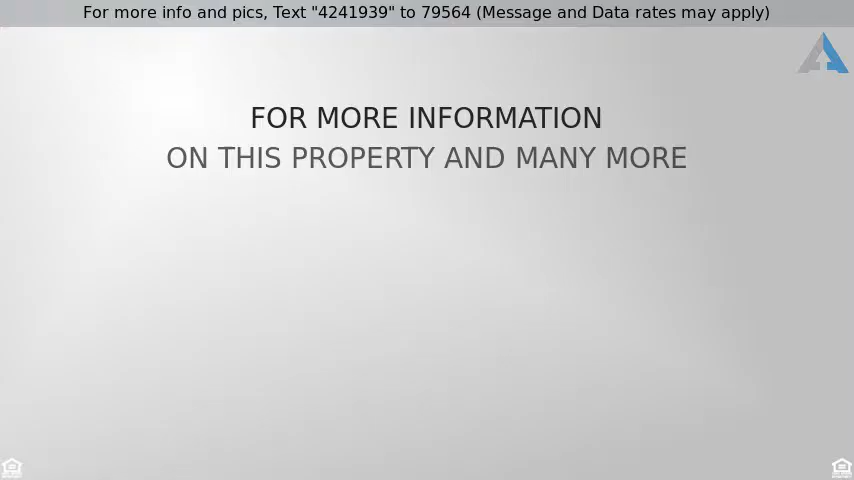 For more info and pics, Text "4241939" to 79564 (Message and Data rates may apply)
FOR MORE INFORMATION
ON THIS PROPERTY AND MANY MORE